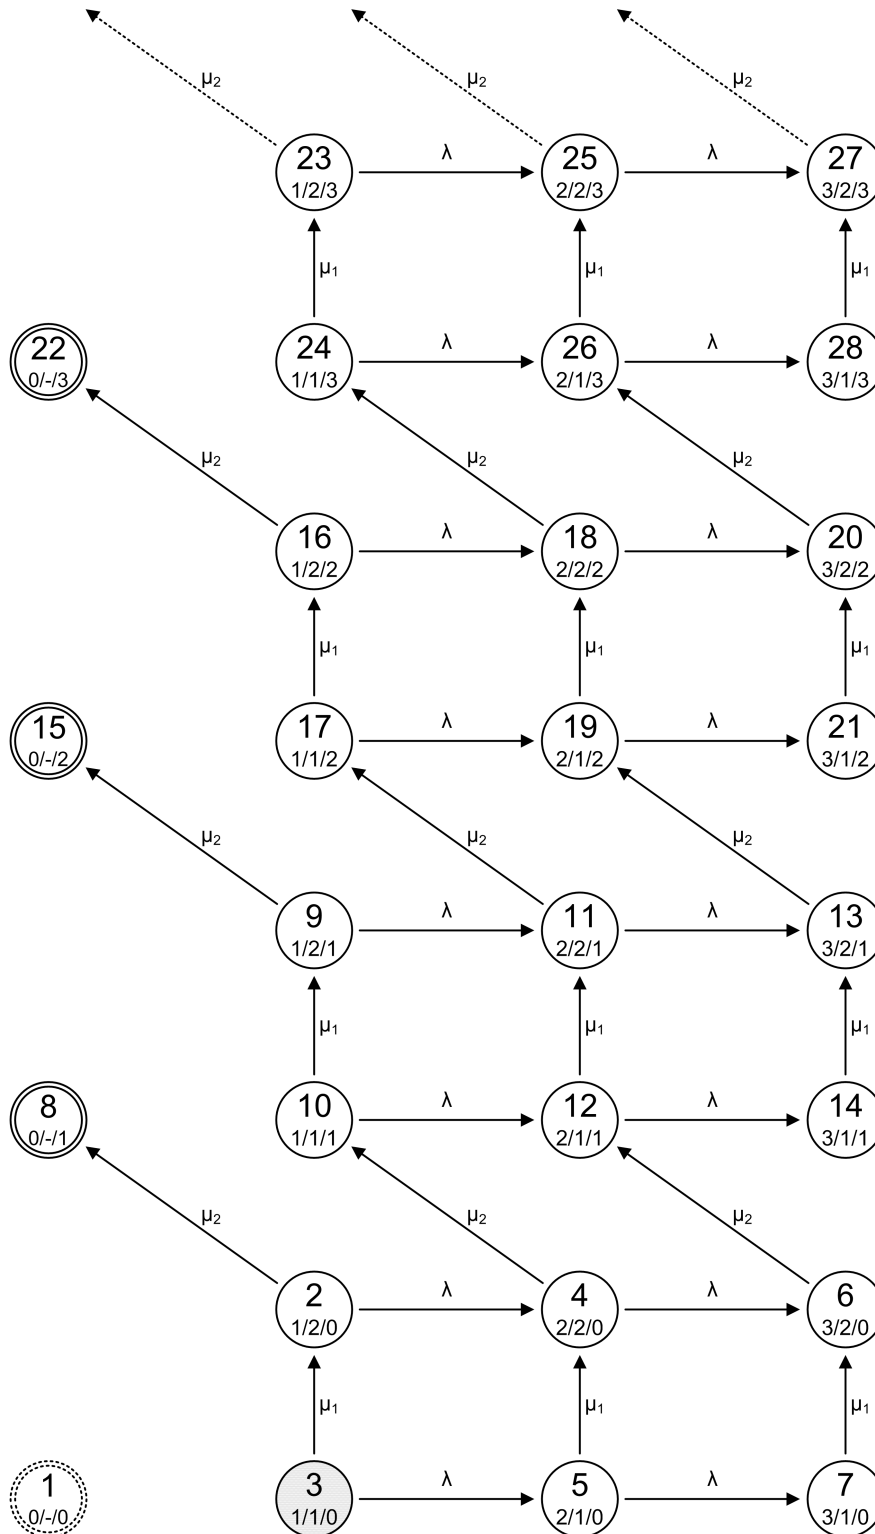 μ₂ μ₂ μ₂
23 λ 25 λ 27
1/2/3 2/2/3 3/2/3
μ₁ μ₁ μ₁
22 24 λ 26 λ 28
0/-/3 1/1/3 2/1/3 3/1/3
μ₂ μ₂ μ₂
16 λ 18 λ 20
1/2/2 2/2/2 3/2/2
μ₁ μ₁ μ₁
15 17 λ 19 λ 21
0/-/2 1/1/2 2/1/2 3/1/2
μ₂ μ₂ μ₂
9 λ 11 λ 13
1/2/1 2/2/1 3/2/1
μ₁ μ₁ μ₁
8 10 λ 12 λ 14
0/-/1 1/1/1 2/1/1 3/1/1
μ₂ μ₂ μ₂
2 λ 4 λ 6
1/2/0 2/2/0 3/2/0
μ₁ μ₁ μ₁
1 3 λ 5 λ 7
0/-/0 1/1/0 2/1/0 3/1/0